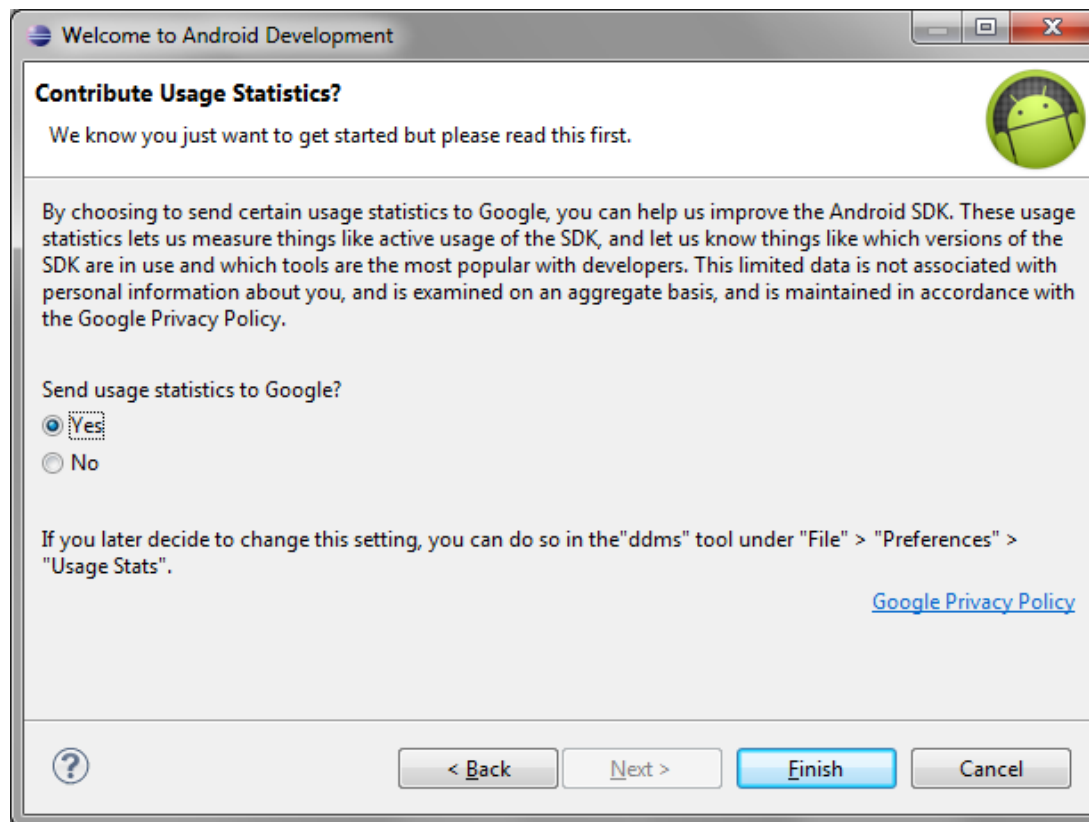 Welcome to Android Development
Contribute Usage Statistics?
We know you just want to get started but please read this first.
By choosing to send certain usage statistics to Google, you can help us improve the Android SDK. These usage
statistics lets us measure things like active usage of the SDK, and let us know things like which versions of the
SDK are in use and which tools are the most popular with developers. This limited data is not associated with
personal information about you, and is examined on an aggregate basis, and is maintained in accordance with
the Google Privacy Policy.
Send usage statistics to Google?
Yes
No
If you later decide to change this setting, you can do so in the"ddms" tool under "File" > "Preferences" >
"Usage Stats".
Google Privacy Policy
? < Back Next > Finish Cancel